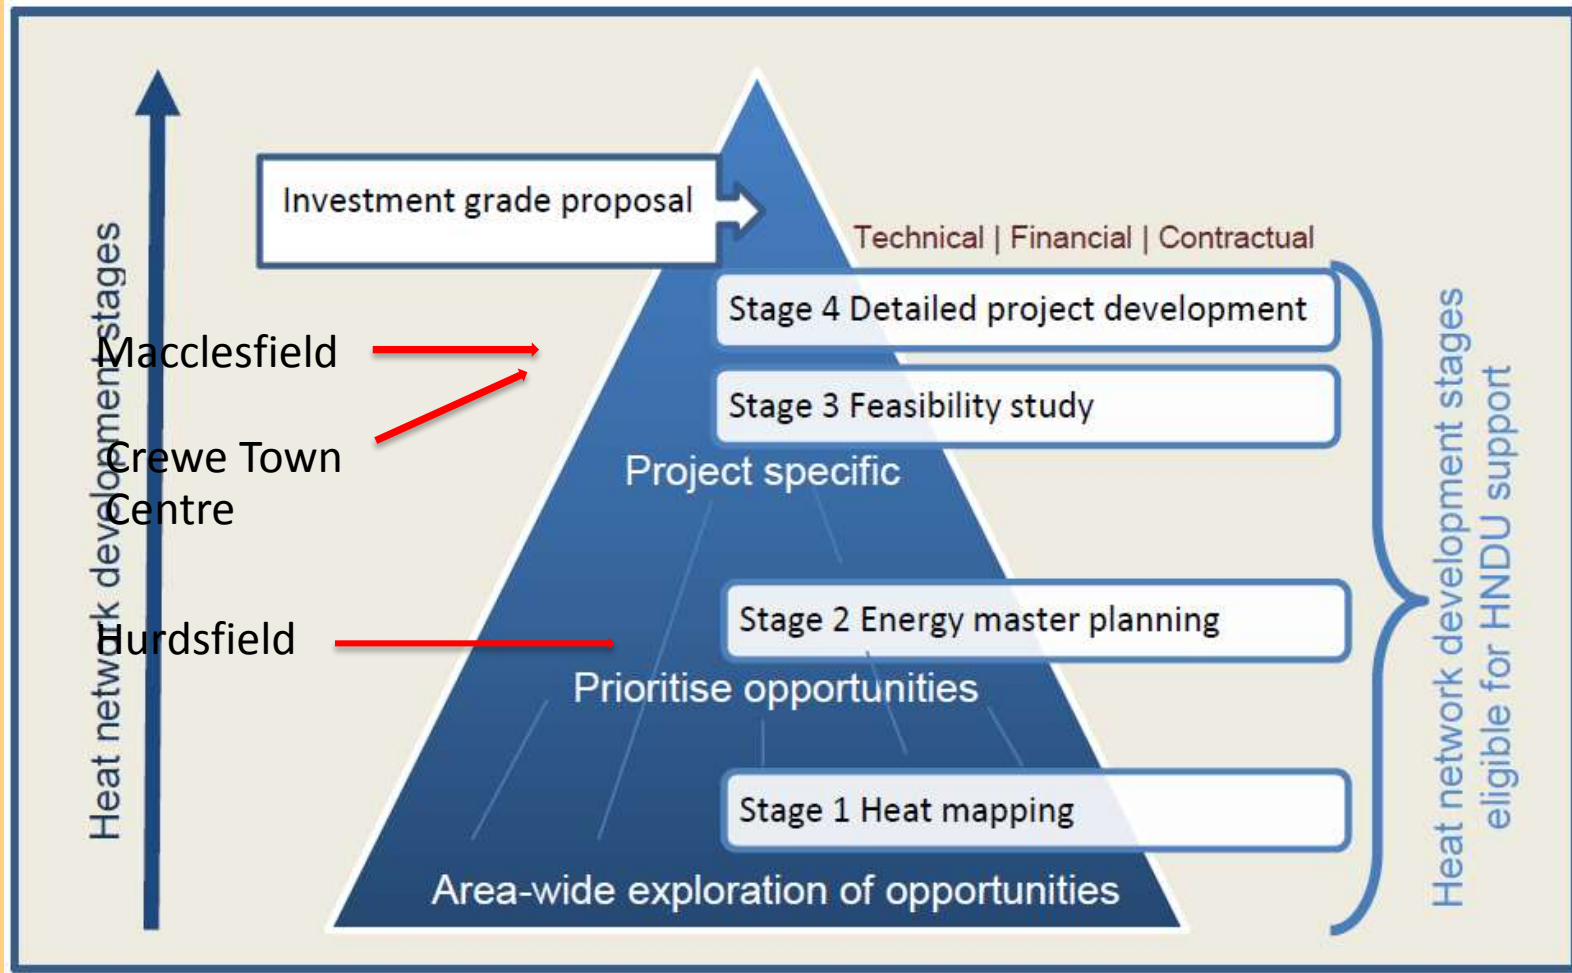 Heat network development stages
Investment grade proposal
Technical | Financial | Contractual
Stage 4 Detailed project development
Macclesfield
Stage 3 Feasibility study
Crewe Town
Centre
Project specific
Stage 2 Energy master planning
Hurdsfield
Prioritise opportunities
Stage 1 Heat mapping
Area-wide exploration of opportunities
Heat network development stages
eligible for HNDU support